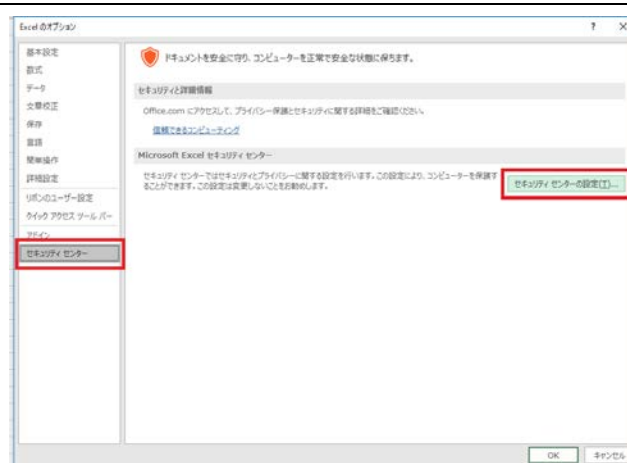 Excel のオプション
? ×
基本設定
数式
データ
文章校正
保存
言語
簡単操作
詳細設定
リボンのユーザー設定
クイック アクセス ツール バー
アドイン
セキュリティ センター
ドキュメントを安全に守り、コンピューターを正常で安全な状態に保ちます。
セキュリティと詳細情報
Office.com にアクセスして、プライバシー保護とセキュリティに関する詳細をご確認ください。
信頼できるコンピューティング
Microsoft Excel セキュリティ センター
セキュリティ センターではセキュリティとプライバシーに関する設定を行います。この設定により、コンピューターを保護す
ることができます。この設定は変更しないことをお勧めします。
セキュリティ センターの設定(T)...
OK
キャンセル